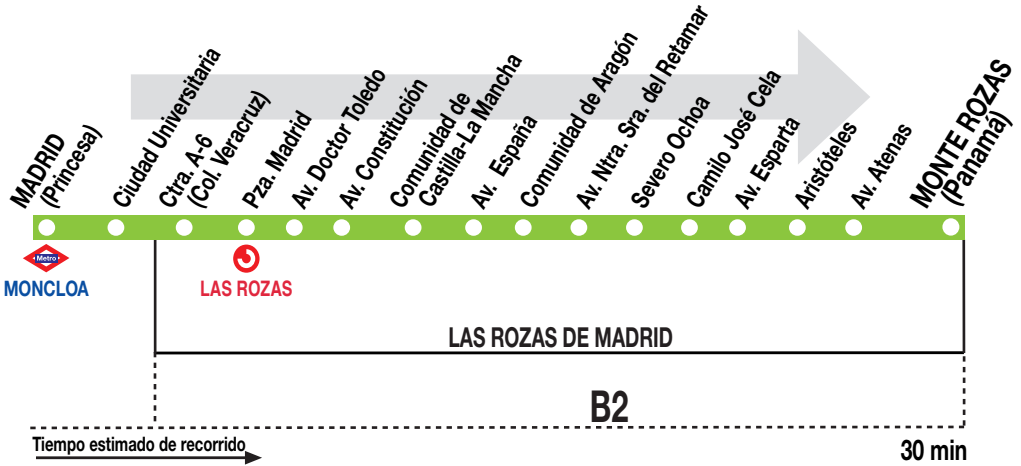 MADRID
(Princesa)
Ciudad Universitaria
Ctra. A-6
(Col. Veracruz)
Pza. Madrid
Av. Doctor Toledo
Av. Constitución
Comunidad de
Castilla-La Mancha
Av. España
Comunidad de Aragón
Av. Ntra. Sra. del Retamar
Severo Ochoa
Camilo José Cela
Av. Esparta
Aristóteles
Av. Atenas
MONTE ROZAS
(Panamá)
Metro
MONCLOA
LAS ROZAS
LAS ROZAS DE MADRID
B2
Tiempo estimado de recorrido
30 min